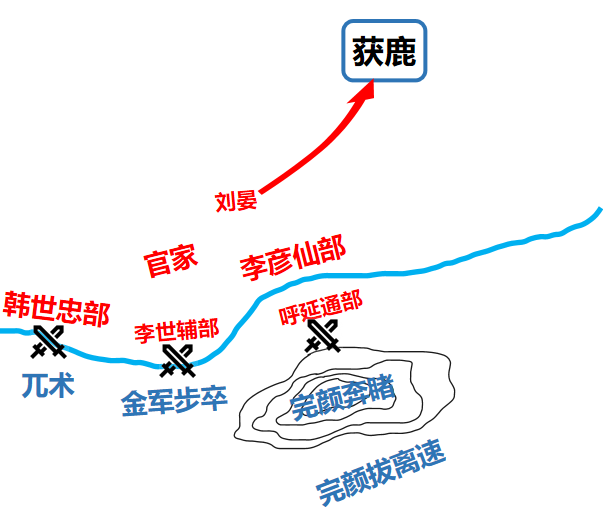 获鹿
刘晏
官家
李彦仙部
韩世忠部
李世辅部
呼延通部
兀术
金军步卒
完颜奔睹
完颜拔离速